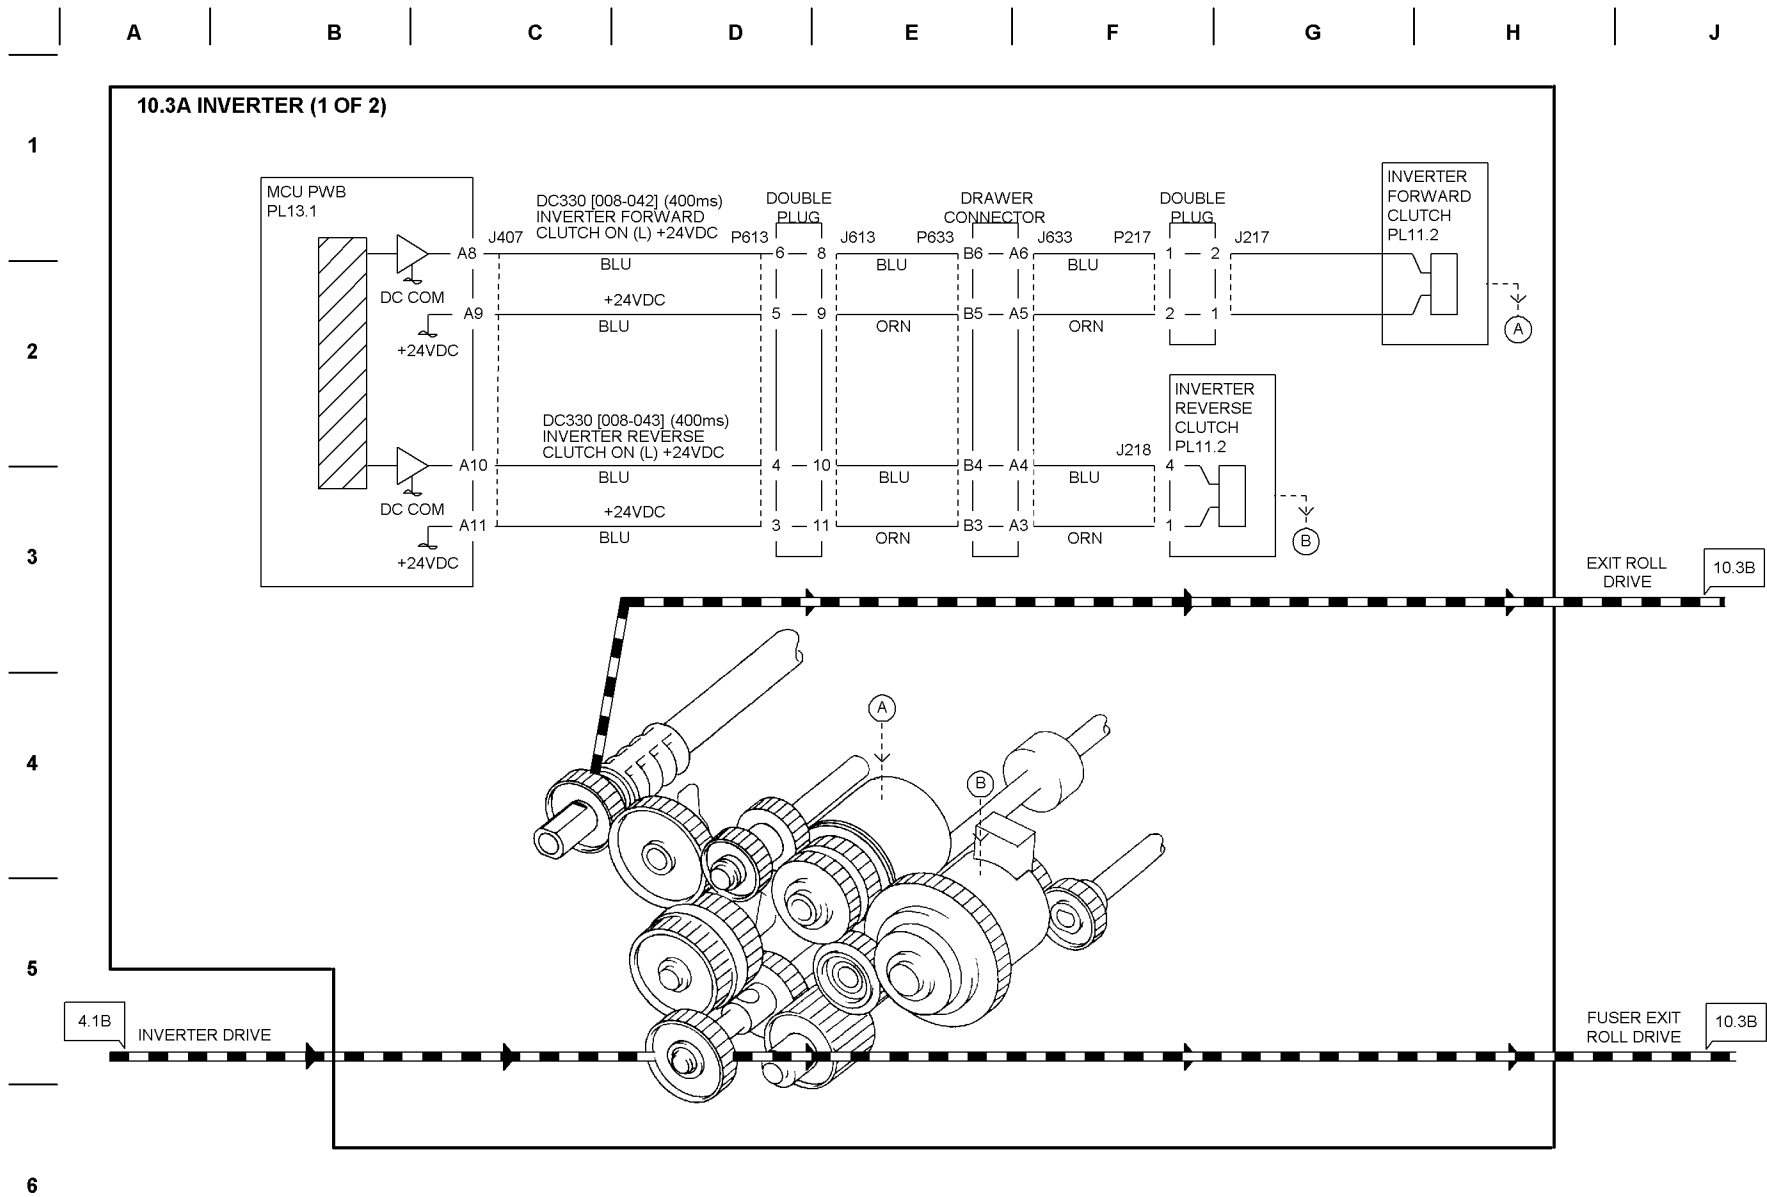 A B C D E F G H J
10.3A INVERTER (1 OF 2)
1
MCU PWB
PL13.1
DC330 [008-042] (400ms)
INVERTER FORWARD
CLUTCH ON (L) +24VDC
DOUBLE
PLUG
DRAWER
CONNECTOR
DOUBLE
PLUG
INVERTER
FORWARD
CLUTCH
PL11.2
J407 P613 J613 P633 J633 P217 J217
A8 BLU 6 8 BLU B6 A6 BLU 1 2
DC COM
+24VDC
A9 BLU 5 9 ORN B5 A5 ORN 2 1
+24VDC
A
2
DC330 [008-043] (400ms)
INVERTER REVERSE
CLUTCH ON (L) +24VDC
INVERTER
REVERSE
CLUTCH
PL11.2
J218
A10 BLU 4 10 BLU B4 A4 BLU 4
DC COM
+24VDC
A11 BLU 3 11 ORN B3 A3 ORN 1
+24VDC
B
3
EXIT ROLL
DRIVE
10.3B
A
B
4
5
4.1B
INVERTER DRIVE
FUSER EXIT
ROLL DRIVE
10.3B
6